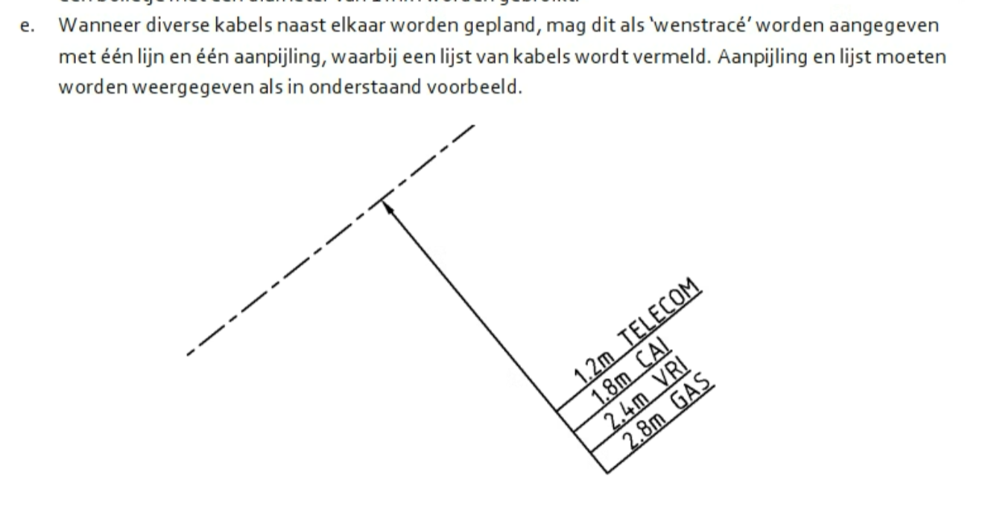 e. Wanneer diverse kabels naast elkaar worden gepland, mag dit als ‘wenstracé’ worden aangegeven
met één lijn en één aanpijling, waarbij een lijst van kabels wordt vermeld. Aanpijling en lijst moeten
worden weergegeven als in onderstaand voorbeeld.
1.2m TELECOM
1.8m CAI
2.4m VRI
2.8m GAS